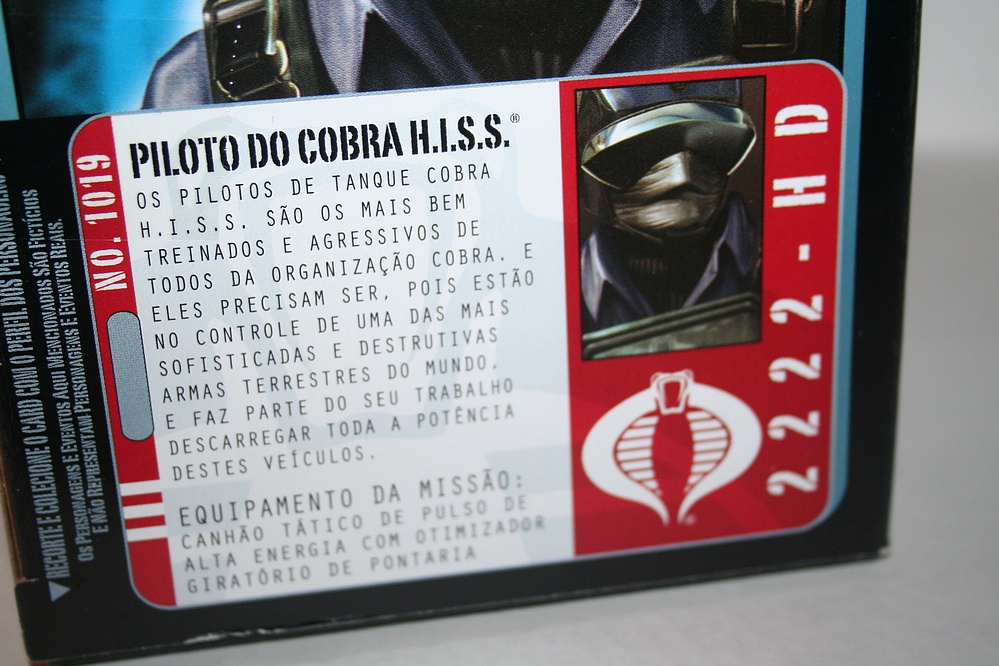 PILOTO DO COBRA H.I.S.S.®
OS PILOTOS DE TANQUE COBRA
H.I.S.S. SÃO OS MAIS BEM
TREINADOS E AGRESSIVOS DE
TODOS DA ORGANIZAÇÃO COBRA. E
ELES PRECISAM SER, POIS ESTÃO
NO CONTROLE DE UMA DAS MAIS
SOFISTICADAS E DESTRUTIVAS
ARMAS TERRESTRES DO MUNDO,
E FAZ PARTE DO SEU TRABALHO
DESCARREGAR TODA A POTÊNCIA
DESTES VEÍCULOS.
EQUIPAMENTO DA MISSÃO:
CANHÃO TÁTICO DE PULSO DE
ALTA ENERGIA COM OTIMIZADOR
GIRATÓRIO DE PONTARIA
NO. 1019
2222-HD
RECORTE E COLECIONE O CARD COM O PERFIL DOS PERSONAGENS
OS PERSONAGENS E EVENTOS AQUI MENCIONADOS SÃO FICTÍCIOS
E NÃO REPRESENTAM PERSONAGENS E EVENTOS REAIS.